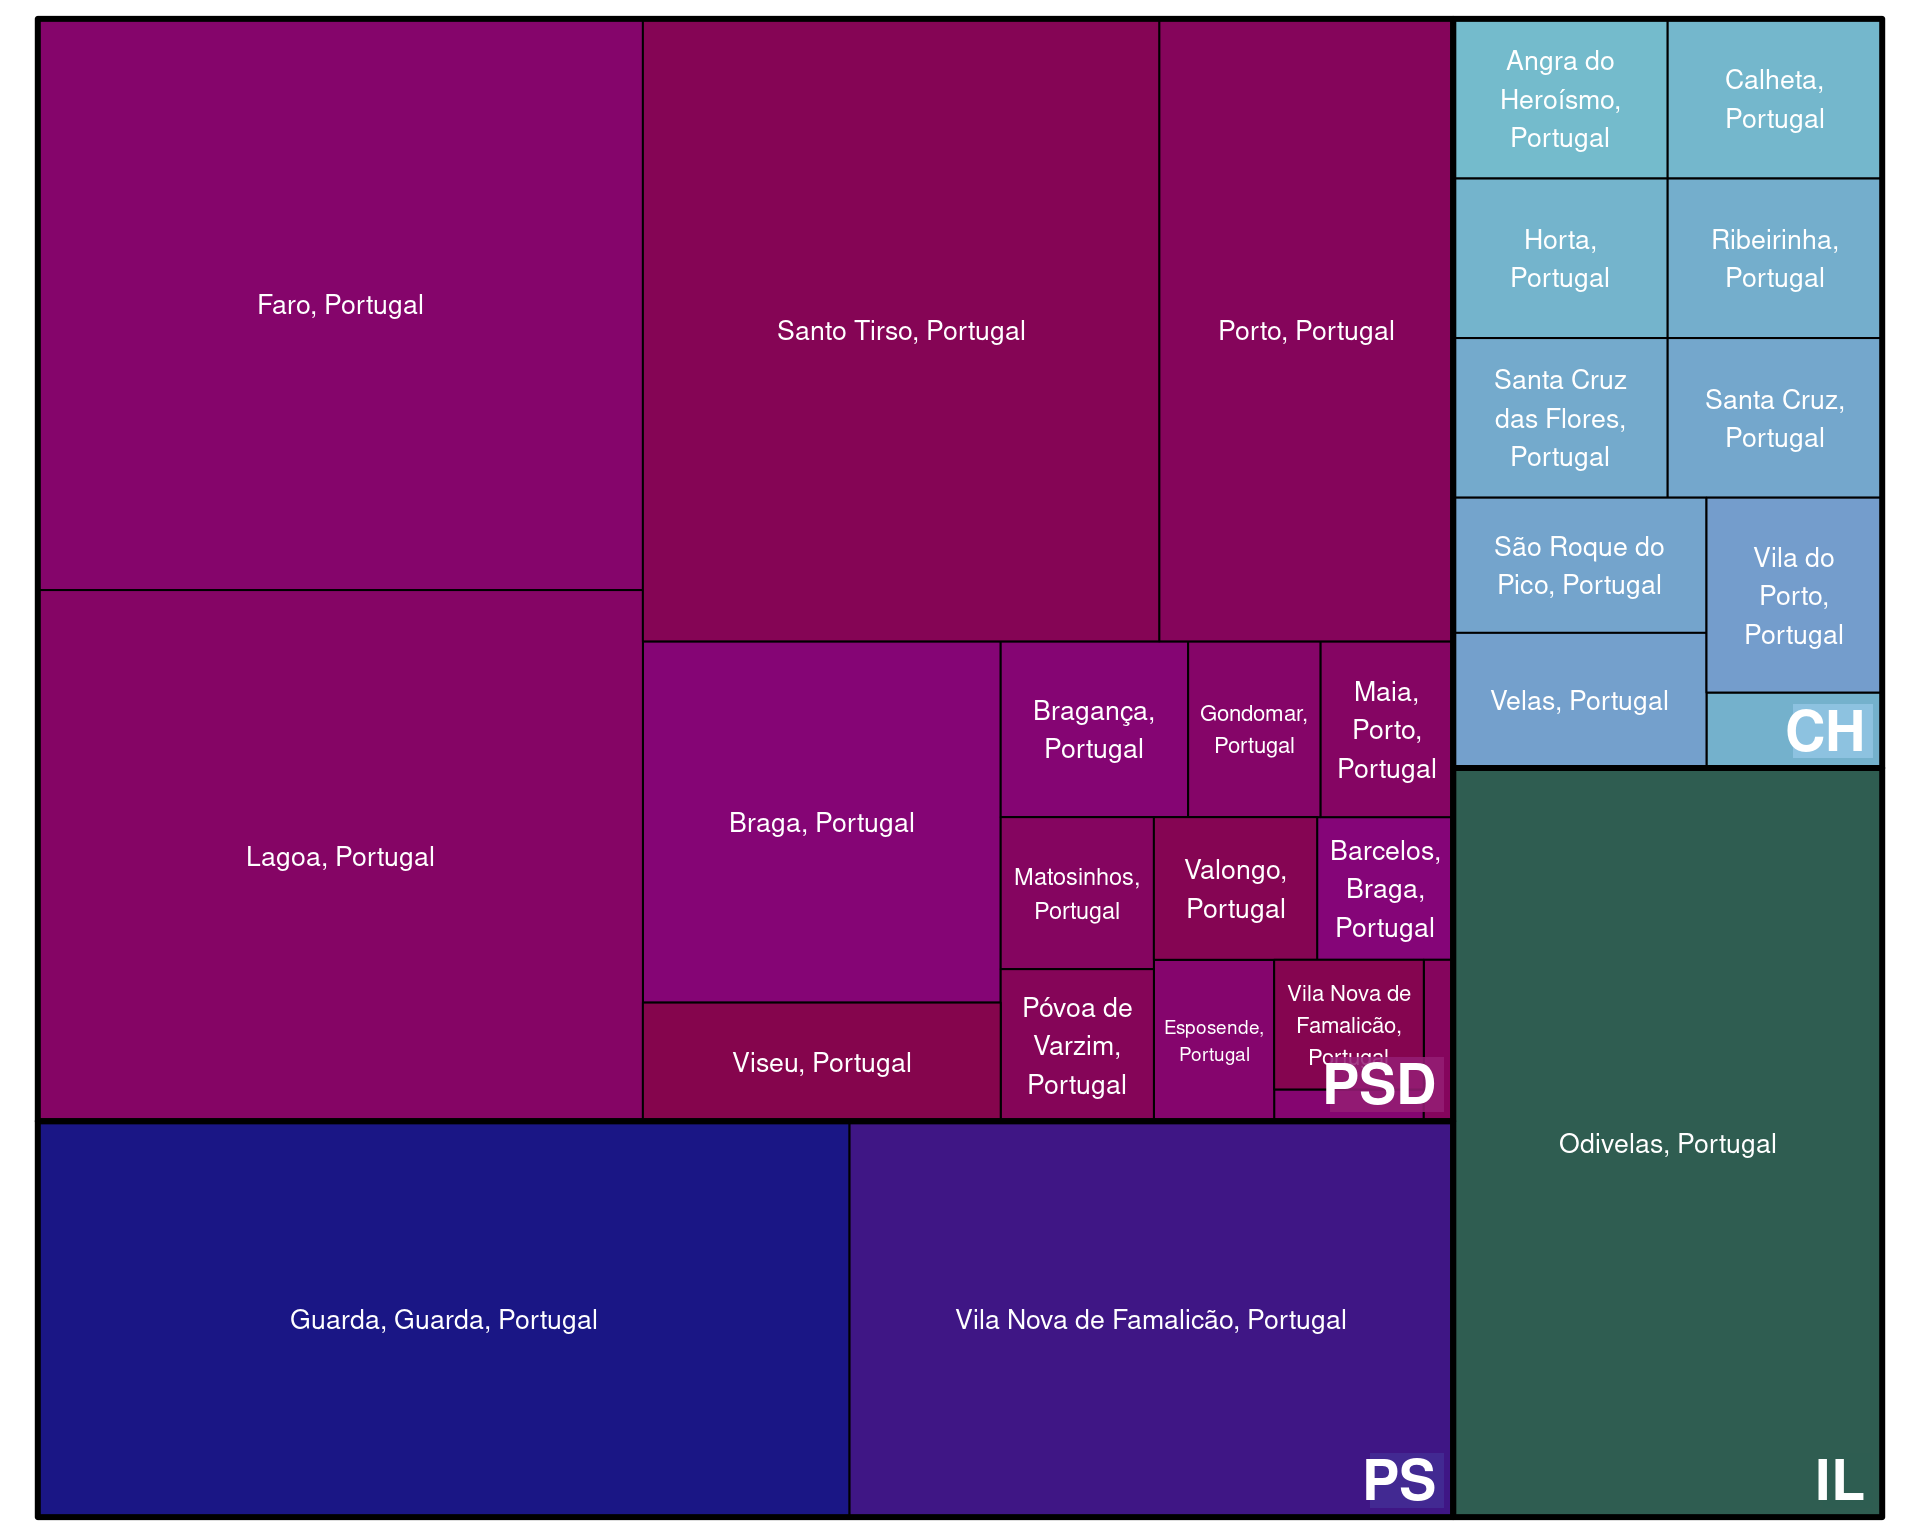 Faro, Portugal
Lagoa, Portugal
Santo Tirso, Portugal
Porto, Portugal
Braga, Portugal
Viseu, Portugal
Bragança,
Portugal
Gondomar,
Portugal
Maia,
Porto,
Portugal
Matosinhos,
Portugal
Valongo,
Portugal
Barcelos,
Braga,
Portugal
Póvoa de
Varzim,
Portugal
Esposende,
Portugal
Vila Nova de
Famalicão,
Portugal
PSD
Guarda, Guarda, Portugal
Vila Nova de Famalicão, Portugal
PS
Angra do
Heroísmo,
Portugal
Calheta,
Portugal
Horta,
Portugal
Ribeirinha,
Portugal
Santa Cruz
das Flores,
Portugal
Santa Cruz,
Portugal
São Roque do
Pico, Portugal
Vila do
Porto,
Portugal
Velas, Portugal
CH
Odivelas, Portugal
IL